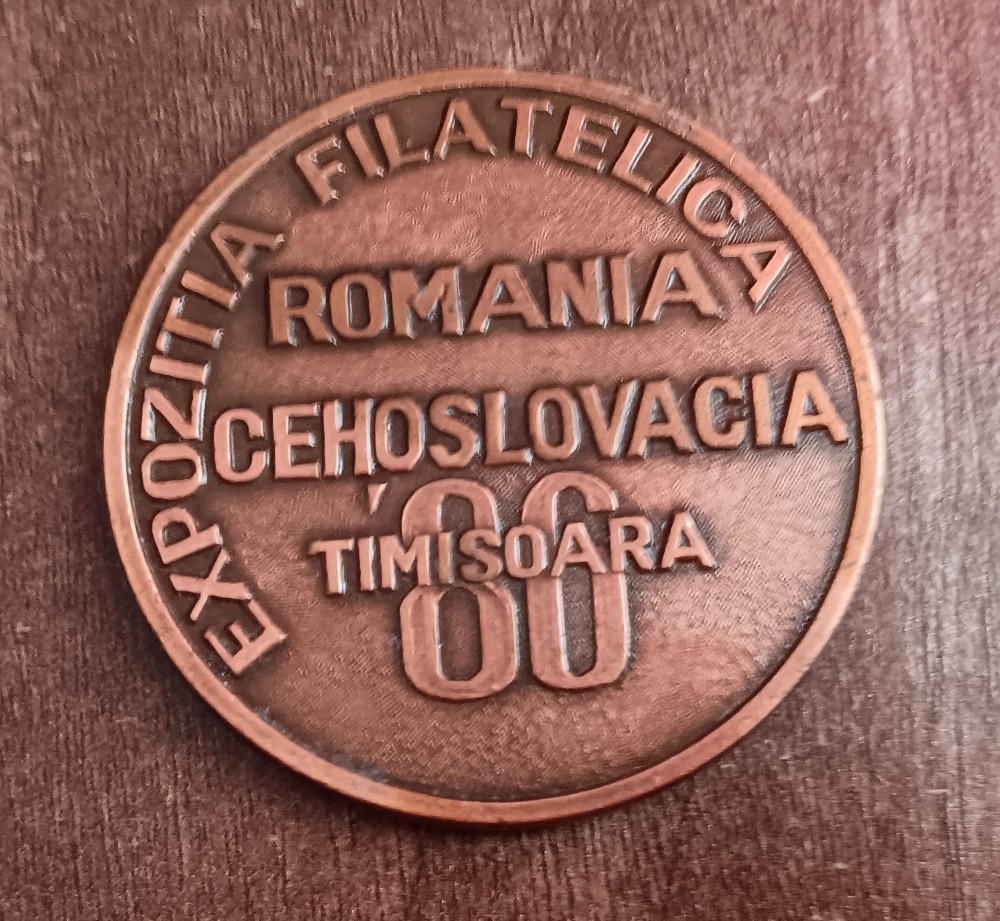 EXPOZITIA FILATELICA
ROMANIA
CEHOSLOVACIA
'86
TIMISOARA